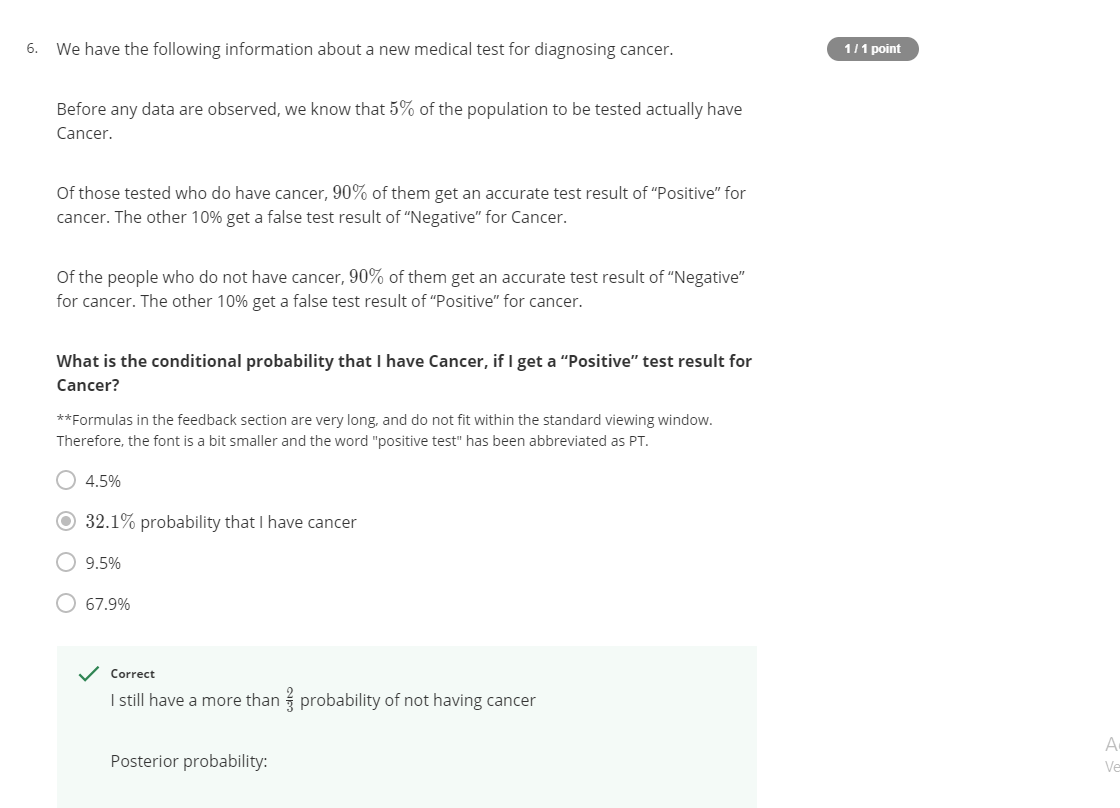 6. We have the following information about a new medical test for diagnosing cancer.
1 / 1 point
Before any data are observed, we know that 5% of the population to be tested actually have
Cancer.
Of those tested who do have cancer, 90% of them get an accurate test result of “Positive” for
cancer. The other 10% get a false test result of “Negative” for Cancer.
Of the people who do not have cancer, 90% of them get an accurate test result of “Negative”
for cancer. The other 10% get a false test result of “Positive” for cancer.
What is the conditional probability that I have Cancer, if I get a “Positive” test result for
Cancer?
**Formulas in the feedback section are very long, and do not fit within the standard viewing window.
Therefore, the font is a bit smaller and the word "positive test" has been abbreviated as PT.
4.5%
32.1% probability that I have cancer
9.5%
67.9%
Correct
I still have a more than 2/3 probability of not having cancer
Posterior probability: